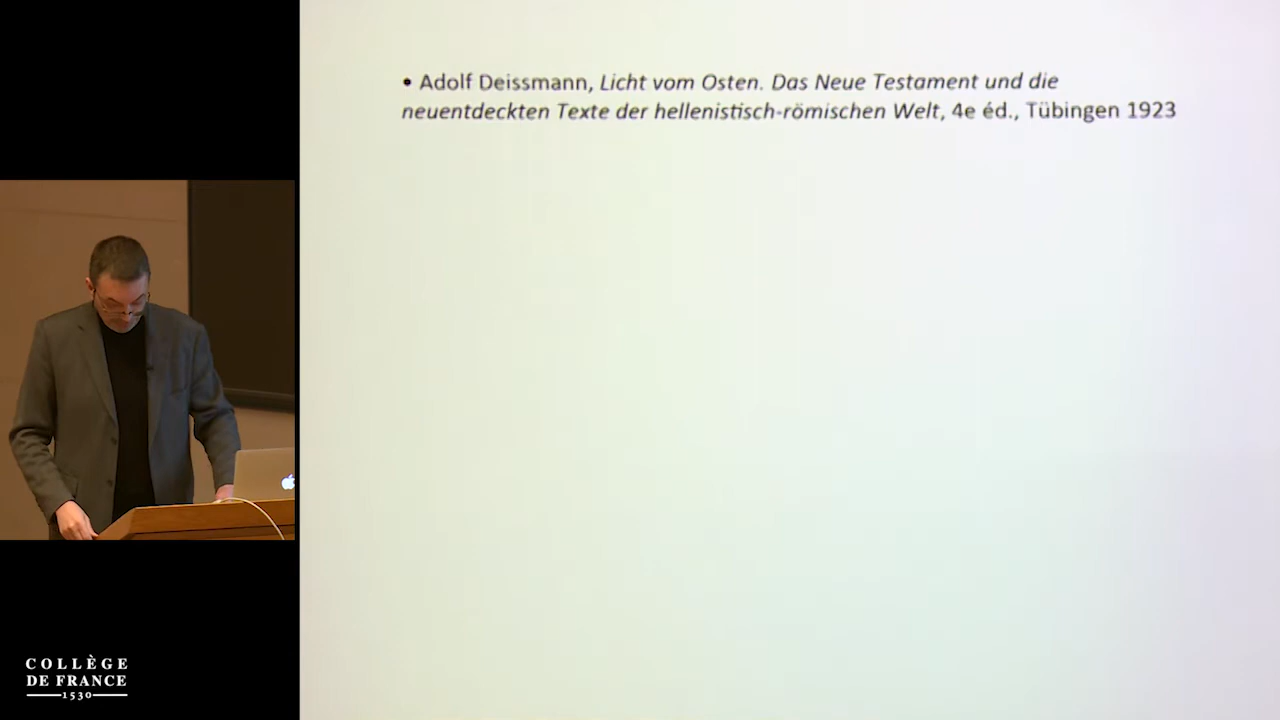 • Adolf Deissmann, Licht vom Osten. Das Neue Testament und die
neuentdeckten Texte der hellenistisch-römischen Welt, 4e éd., Tübingen 1923
COLLÈGE
DE FRANCE
1530